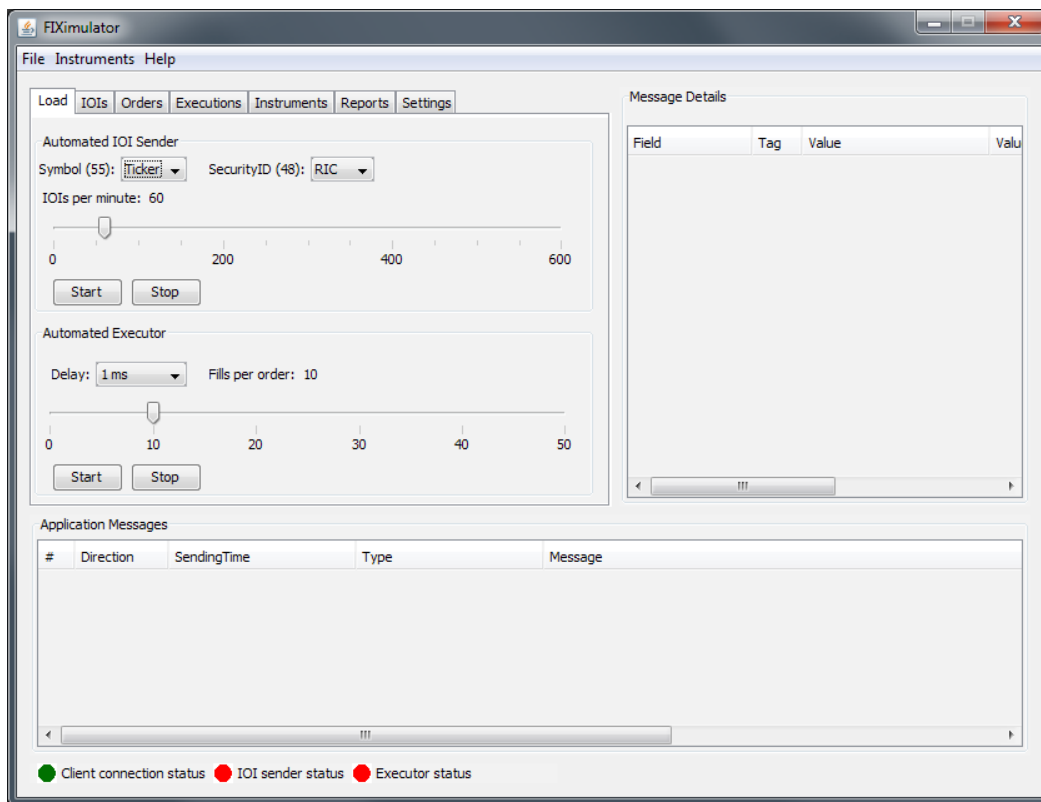 FIXimulator
File Instruments Help
Load IOIs Orders Executions Instruments Reports Settings
Automated IOI Sender
Symbol (55): Ticker SecurityID (48): RIC
IOIs per minute: 60
0 200 400 600
Start Stop
Automated Executor
Delay: 1 ms Fills per order: 10
0 10 20 30 40 50
Start Stop
Message Details
Field Tag Value Valu
Application Messages
# Direction SendingTime Type Message
Client connection status IOI sender status Executor status